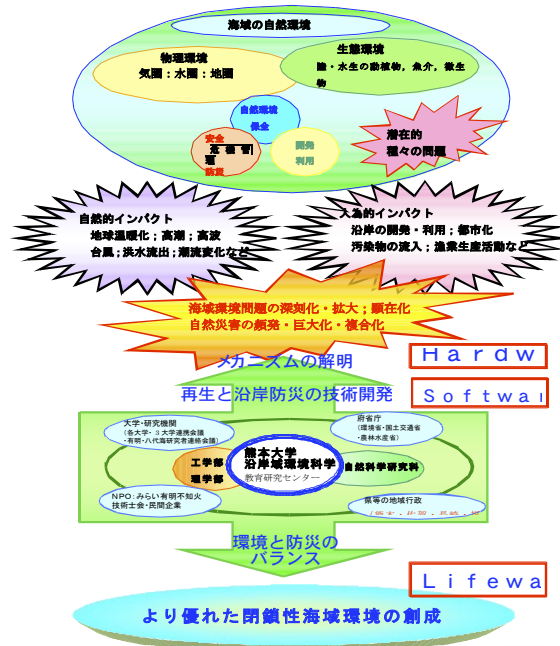 海域の自然環境
物理環境
気圏：水圏：地圏
生態環境
陸・水生の動植物，魚介，微生
物
自然環境
保全
安全
危機管
理
防災
開発
利用
潜在的
種々の問題
自然的インパクト
地球温暖化；高潮；高波
台風；洪水流出；潮流変化など
人為的インパクト
沿岸の開発・利用；都市化
汚染物の流入；漁業生産活動など
海域環境問題の深刻化・拡大；顕在化
自然災害の頻発・巨大化・複合化
メカニズムの解明
Ｈａｒｄｗ
再生と沿岸防災の技術開発
Ｓｏｆｔｗａ
大学・研究機関
（各大学・３大学連携会議
・有明・八代海研究者連絡会議）
府省庁
（環境省・国土交通省
・農林水産省）
工学部
理学部
熊本大学
沿岸域環境科学
教育研究センター
自然科学研究科
NPO：みらい有明不知火
技術士会・民間企業
県等の地域行政
（熊本・佐賀・長崎・福
環境と防災の
バランス
Ｌｉｆｅｗａ
より優れた閉鎖性海域環境の創成